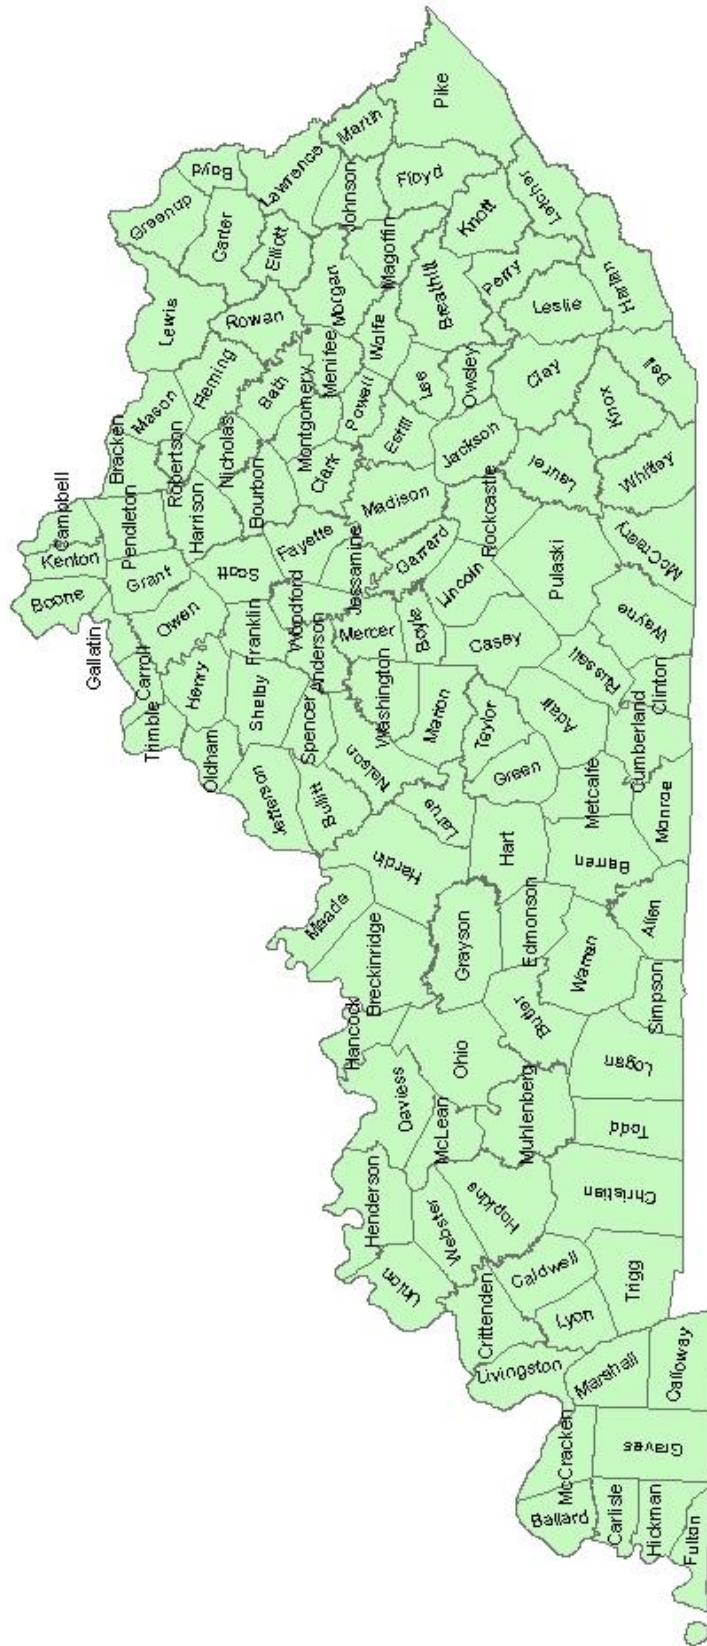 Boone
Kenton
Campbell
Gallatin
Grant
Pendleton
Bracken
Carroll
Trimble
Owen
Harrison
Robertson
Mason
Lewis
Greenup
Boyd
Carter
Henry
Oldham
Shelby
Franklin
Scott
Nicholas
Fleming
Rowan
Elliott
Lawrence
Jefferson
Bullitt
Spencer
Anderson
Woodford
Fayette
Bourbon
Bath
Montgomery
Menifee
Morgan
Johnson
Martin
Meade
Breckinridge
Hardin
Nelson
Washington
Mercer
Jessamine
Clark
Powell
Wolfe
Magoffin
Floyd
Pike
Hancock
Daviess
Henderson
Union
Webster
McLean
Ohio
Grayson
Larue
Marion
Boyle
Garrard
Madison
Estill
Lee
Breathitt
Knott
Letcher
Perry
Owsley
Jackson
Rockcastle
Lincoln
Casey
Taylor
Green
Hart
Edmonson
Butler
Muhlenberg
Hopkins
Crittenden
Livingston
Caldwell
Lyon
Marshall
McCracken
Ballard
Carlisle
Hickman
Fulton
Graves
Calloway
Trigg
Christian
Todd
Logan
Simpson
Warren
Allen
Barren
Metcalfe
Monroe
Adair
Cumberland
Russell
Clinton
Wayne
Pulaski
McCreary
Laurel
Whitley
Clay
Knox
Bell
Leslie
Harlan